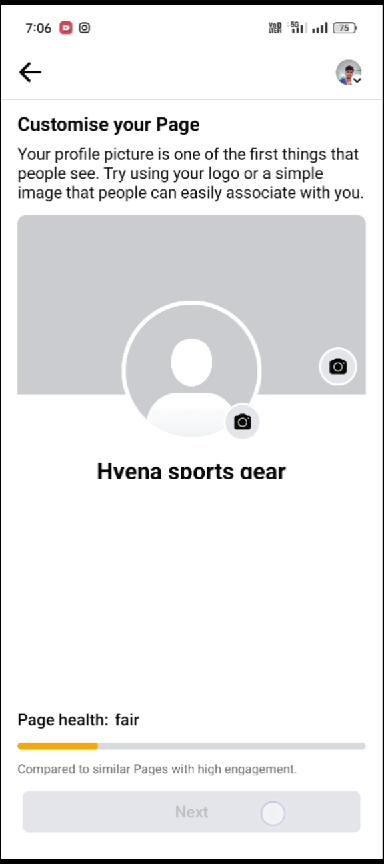 7:06
75
Customise your Page
Your profile picture is one of the first things that
people see. Try using your logo or a simple
image that people can easily associate with you.
Hyena sports gear
Page health: fair
Compared to similar Pages with high engagement.
Next